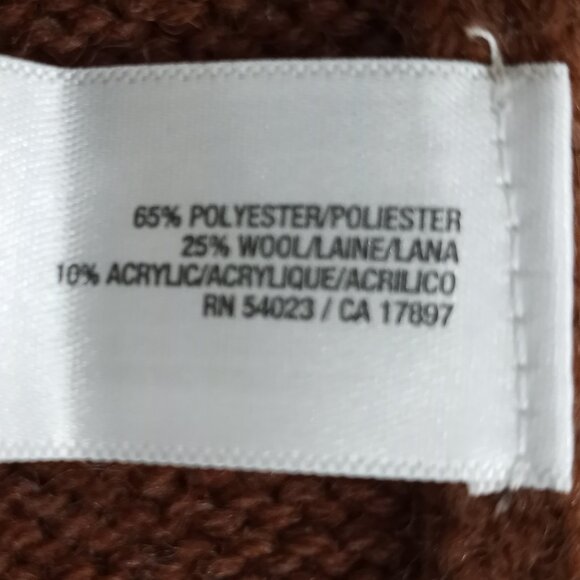 65% POLYESTER/POLIESTER
25% WOOL/LAINE/LANA
10% ACRYLIC/ACRYLIQUE/ACRILICO
RN 54023 / CA 17897